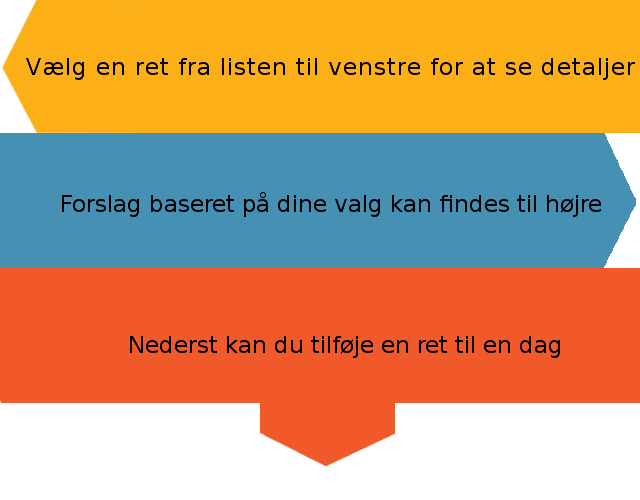 Vælg en ret fra listen til venstre for at se detaljer
Forslag baseret på dine valg kan findes til højre
Nederst kan du tilføje en ret til en dag